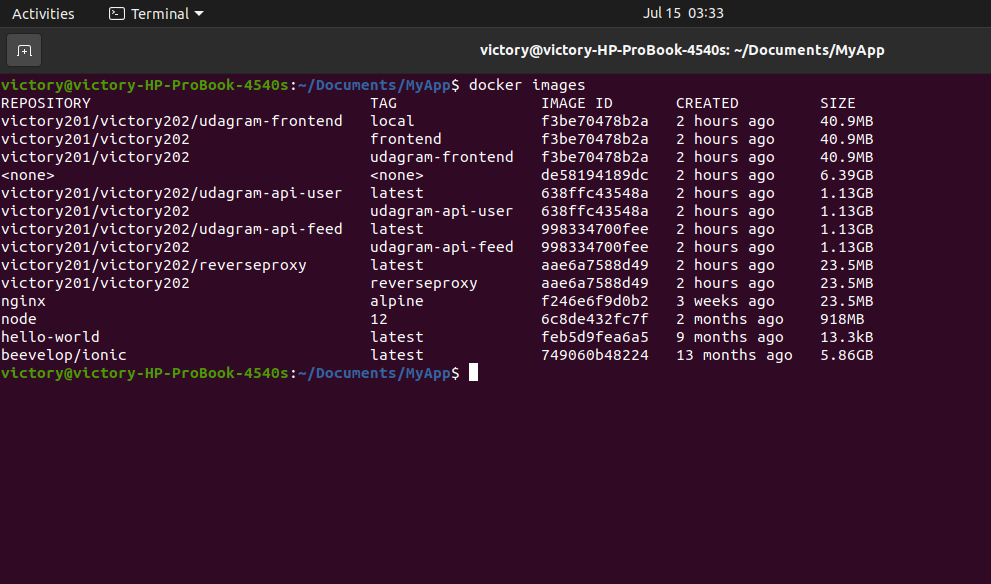 Activities Terminal Jul 15 03:33
victory@victory-HP-ProBook-4540s: ~/Documents/MyApp
victory@victory-HP-ProBook-4540s:~/Documents/MyApp$ docker images
REPOSITORY TAG IMAGE ID CREATED SIZE
victory201/victory202/udagram-frontend local f3be70478b2a 2 hours ago 40.9MB
victory201/victory202 frontend f3be70478b2a 2 hours ago 40.9MB
victory201/victory202 udagram-frontend f3be70478b2a 2 hours ago 40.9MB
<none> <none> de58194189dc 2 hours ago 6.39GB
victory201/victory202/udagram-api-user latest 638ffc43548a 2 hours ago 1.13GB
victory201/victory202 udagram-api-user 638ffc43548a 2 hours ago 1.13GB
victory201/victory202/udagram-api-feed latest 998334700fee 2 hours ago 1.13GB
victory201/victory202 udagram-api-feed 998334700fee 2 hours ago 1.13GB
victory201/victory202/reverseproxy latest aae6a7588d49 2 hours ago 23.5MB
victory201/victory202 reverseproxy aae6a7588d49 2 hours ago 23.5MB
nginx alpine f246e6f9d0b2 3 weeks ago 23.5MB
node 12 6c8de432fc7f 2 months ago 918MB
hello-world latest feb5d9fea6a5 9 months ago 13.3kB
beevelop/ionic latest 749060b48224 13 months ago 5.86GB
victory@victory-HP-ProBook-4540s:~/Documents/MyApp$